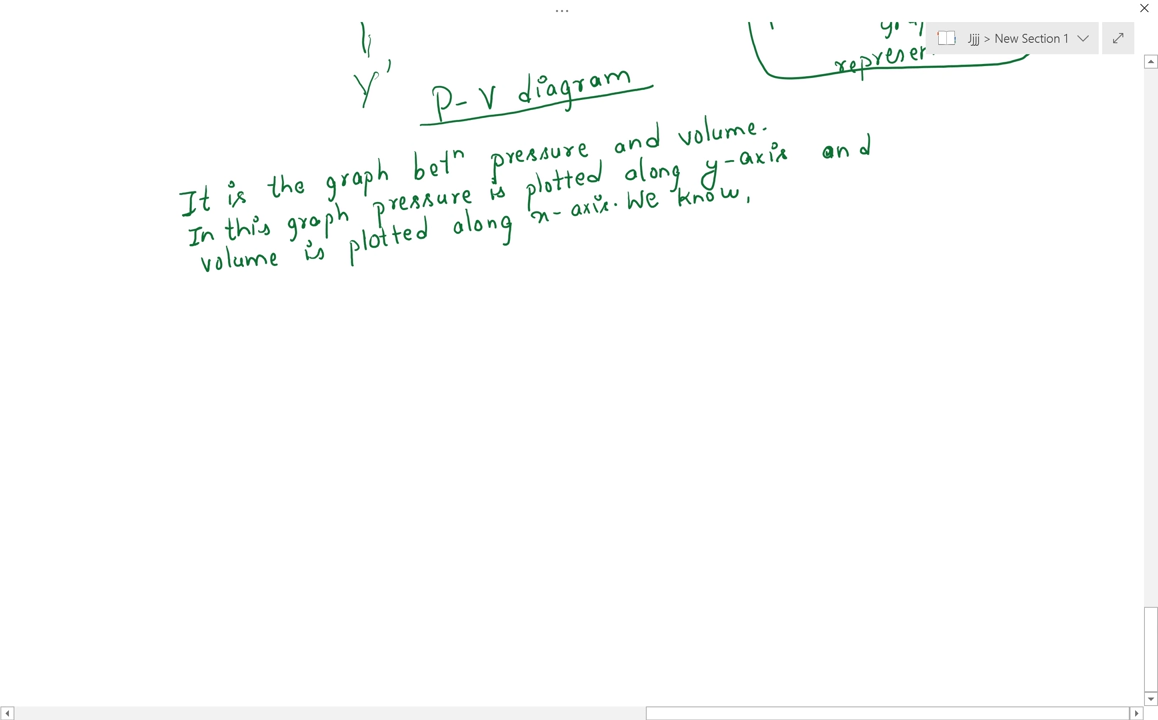 ...
y'
gra
represen
Jjjj > New Section 1
P-V diagram
It is the graph betⁿ pressure and volume.
In this graph pressure is plotted along y-axis and
volume is plotted along x-axis. We know,